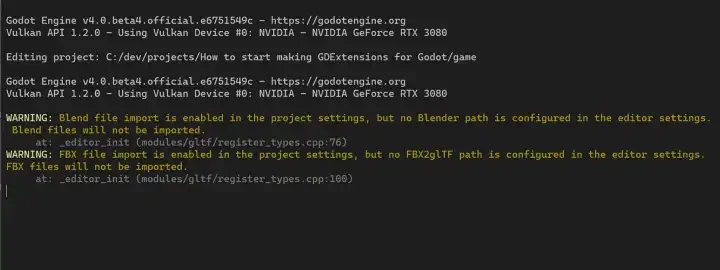 Godot Engine v4.0.beta4.official.e6751549c - https://godotengine.org
Vulkan API 1.2.0 - Using Vulkan Device #0: NVIDIA - NVIDIA GeForce RTX 3080
Editing project: C:/dev/projects/How to start making GDExtensions for Godot/game
Godot Engine v4.0.beta4.official.e6751549c - https://godotengine.org
Vulkan API 1.2.0 - Using Vulkan Device #0: NVIDIA - NVIDIA GeForce RTX 3080
WARNING: Blend file import is enabled in the project settings, but no Blender path is configured in the editor settings.
Blend files will not be imported.
at: _editor_init (modules/gltf/register_types.cpp:76)
WARNING: FBX file import is enabled in the project settings, but no FBX2glTF path is configured in the editor settings.
FBX files will not be imported.
at: _editor_init (modules/gltf/register_types.cpp:100)